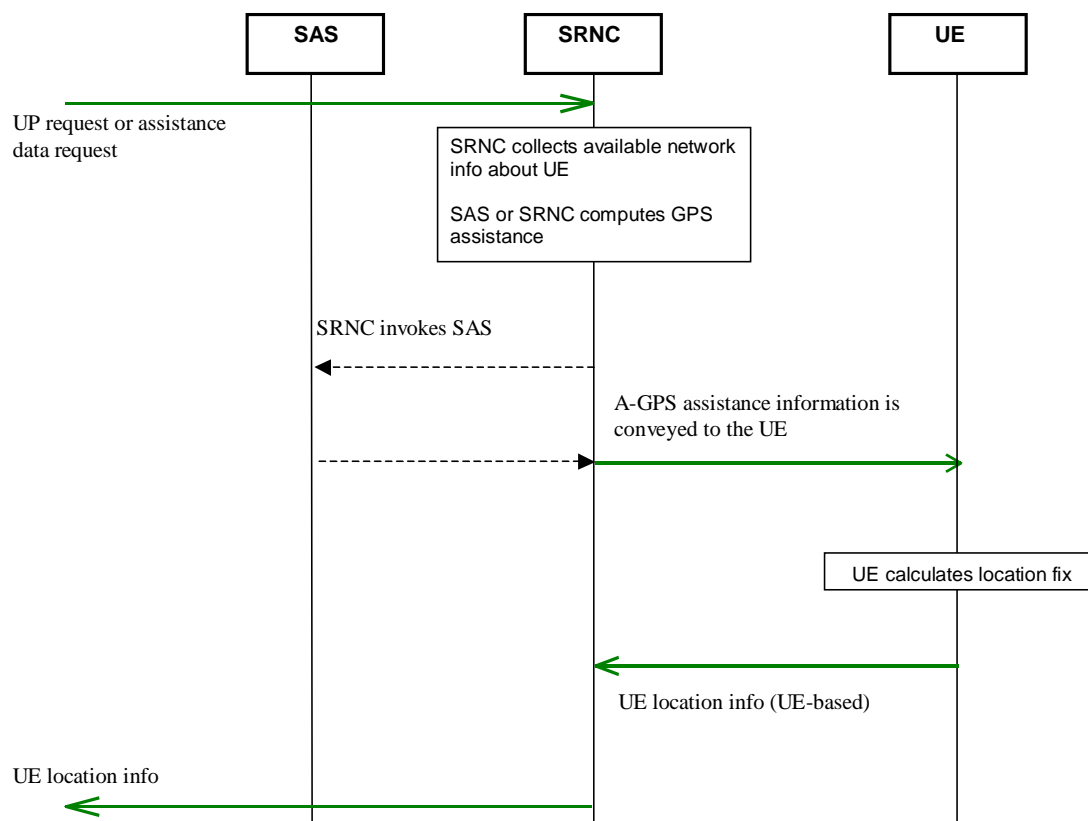 SAS
SRNC
UE
UP request or assistance
data request
SRNC collects available network
info about UE
SAS or SRNC computes GPS
assistance
SRNC invokes SAS
A-GPS assistance information is
conveyed to the UE
UE calculates location fix
UE location info (UE-based)
UE location info